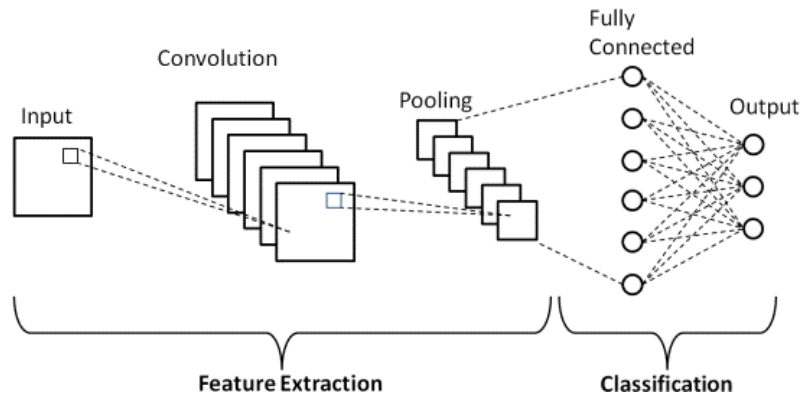 Input
Convolution
Pooling
Fully
Connected
Output
Feature Extraction
Classification